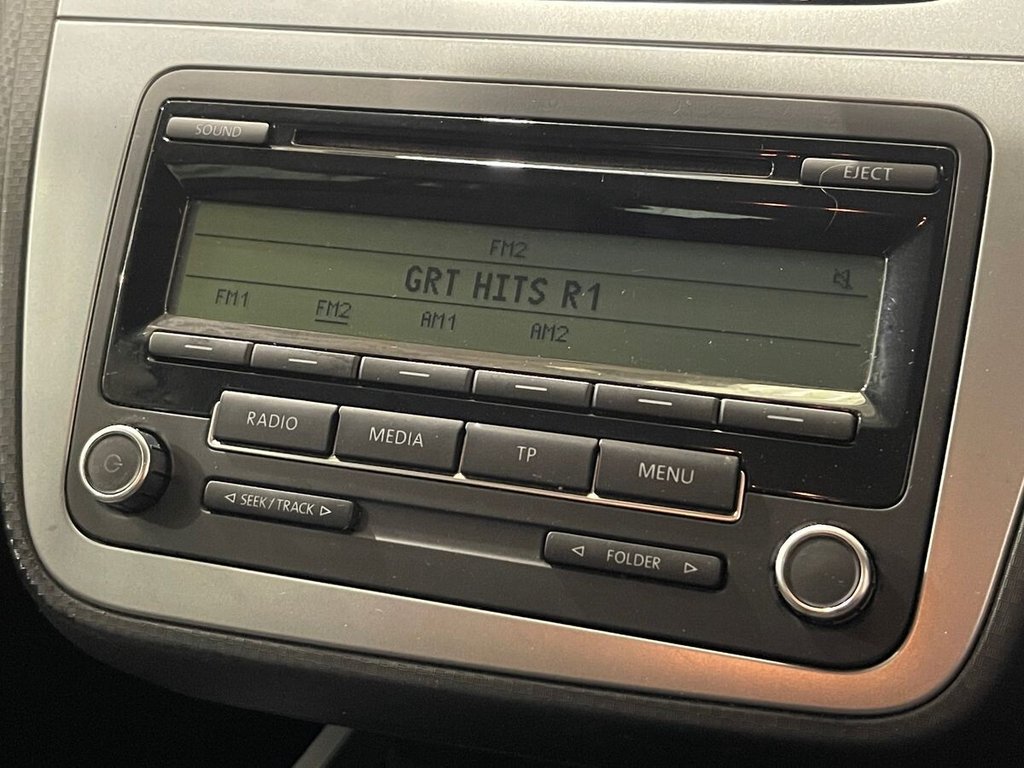 SOUND
EJECT
FM2
GRT HITS R1
FM1 FM2 AM1 AM2
RADIO MEDIA TP MENU
SEEK / TRACK
FOLDER